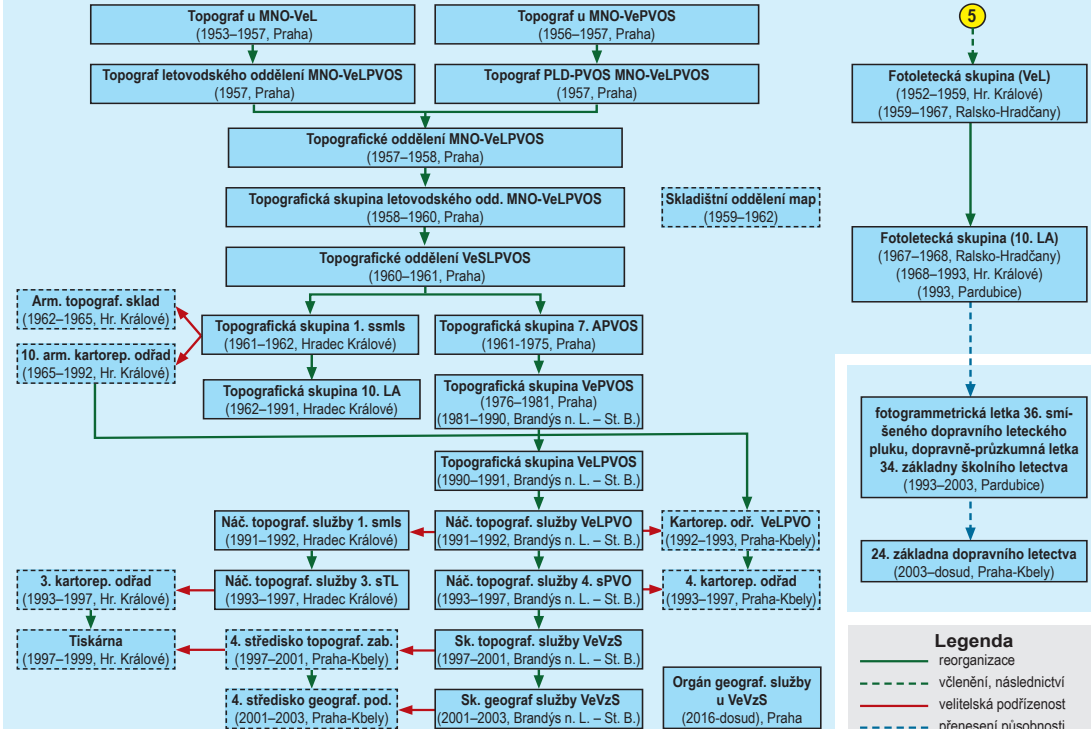 Topograf u MNO-VeL
(1953–1957, Praha)
Topograf u MNO-VePVOS
(1956–1957, Praha)
5
Topograf letovodského oddělení MNO-VeLPVOS
(1957, Praha)
Topograf PLD-PVOS MNO-VeLPVOS
(1957, Praha)
Fotoletecká skupina (VeL)
(1952–1959, Hr. Králové)
(1959–1967, Ralsko-Hradčany)
Topografické oddělení MNO-VeLPVOS
(1957–1958, Praha)
Topografická skupina letovodského odd. MNO-VeLPVOS
(1958–1960, Praha)
Skladištní oddělení map
(1959–1962)
Topografické oddělení VeSLPVOS
(1960–1961, Praha)
Fotoletecká skupina (10. LA)
(1967–1968, Ralsko-Hradčany)
(1968–1993, Hr. Králové)
(1993, Pardubice)
Arm. topograf. sklad
(1962–1965, Hr. Králové)
Topografická skupina 1. ssmls
(1961–1962, Hradec Králové)
Topografická skupina 7. APVOS
(1961-1975, Praha)
10. arm. kartorep. odřad
(1965–1992, Hr. Králové)
Topografická skupina 10. LA
(1962–1991, Hradec Králové)
Topografická skupina VePVOS
(1976–1981, Praha)
(1981–1990, Brandýs n. L. – St. B.)
fotogrammetrická letka 36. smí-
šeného dopravního leteckého
pluku, dopravně-průzkumná letka
34. základny školního letectva
(1993–2003, Pardubice)
Topografická skupina VeLPVOS
(1990–1991, Brandýs n. L. – St. B.)
Náč. topograf. služby 1. smls
(1991–1992, Hradec Králové)
Náč. topograf. služby VeLPVO
(1991–1992, Brandýs n. L. – St. B.)
Kartorep. odř. VeLPVO
(1992–1993, Praha-Kbely)
24. základna dopravního letectva
(2003–dosud, Praha-Kbely)
3. kartorep. odřad
(1993–1997, Hr. Králové)
Náč. topograf. služby 3. sTL
(1993–1997, Hradec Králové)
Náč. topograf. služby 4. sPVO
(1993–1997, Brandýs n. L. – St. B.)
4. kartorep. odřad
(1993–1997, Praha-Kbely)
Tiskárna
(1997–1999, Hr. Králové)
4. středisko topograf. zab.
(1997–2001, Praha-Kbely)
Sk. topograf. služby VeVzS
(1997–2001, Brandýs n. L. – St. B.)
4. středisko geograf. pod.
(2001–2003, Praha-Kbely)
Sk. geograf služby VeVzS
(2001–2003, Brandýs n. L. – St. B.)
Orgán geograf. služby
u VeVzS
(2016-dosud), Praha
Legenda
reorganizace
včlenění, následnictví
velitelská podřízenost
přenesení působnosti